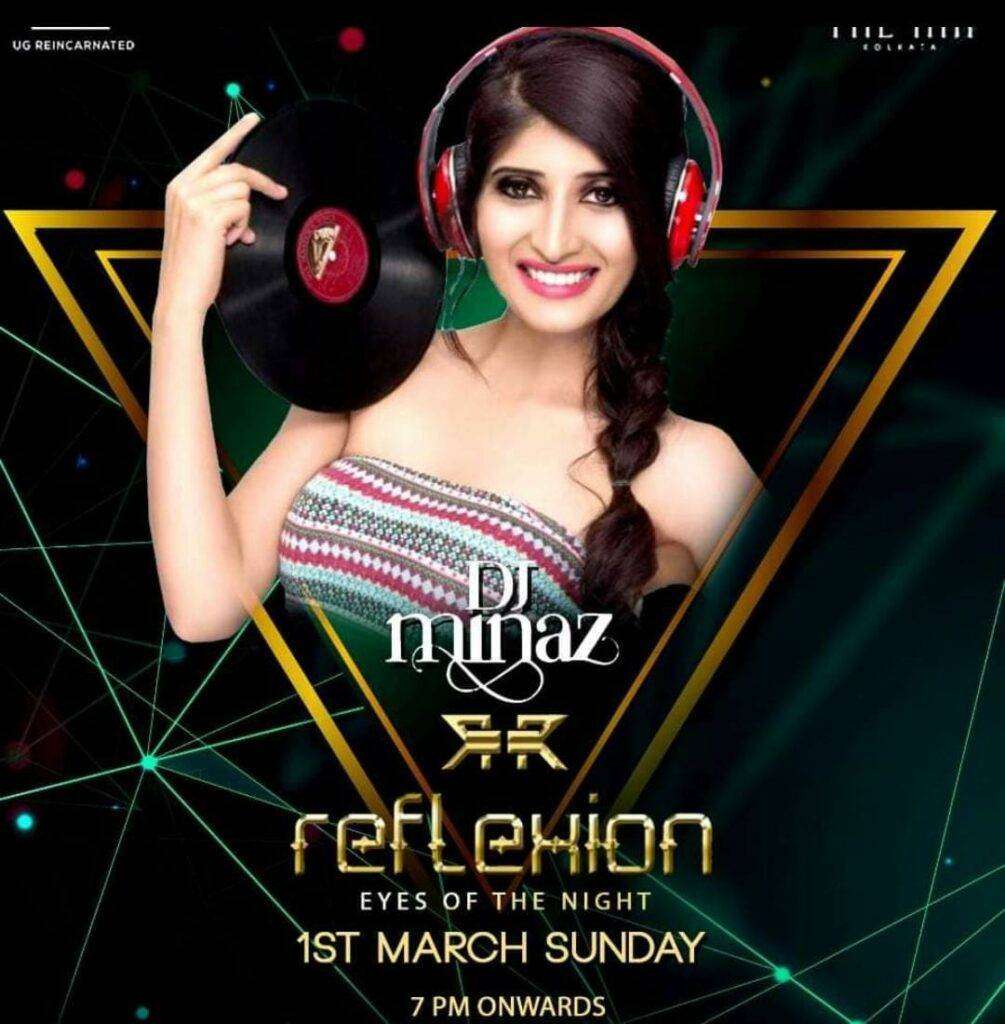 UG REINCARNATED
KOLKATA
DJ
minaz
reflexion
EYES OF THE NIGHT
1ST MARCH SUNDAY
7 PM ONWARDS